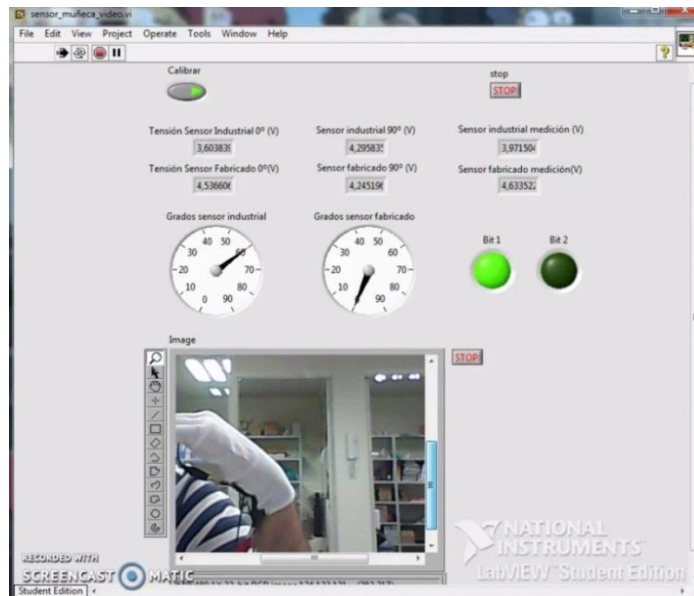 sensor_muñeca_video.vi
File Edit View Project Operate Tools Window Help
Calibrar
stop
STOP
Tensión Sensor Industrial 0º (V)
Sensor industrial 90º (V)
Sensor industrial medición (V)
3,603839
4,295835
3,971504
Tensión Sensor Fabricado 0º(V)
Sensor fabricado 90º (V)
Sensor fabricado medición(V)
4,536606
4,245196
4,633522
Grados sensor industrial
Grados sensor fabricado
0 10 20 30 40 50 60 70 80 90
0 10 20 30 40 50 60 70 80 90
Bit 1
Bit 2
Image
STOP
NATIONAL
INSTRUMENTS
LabVIEW Student Edition
RECORDED WITH
SCREENCAST MATIC
Student Edition